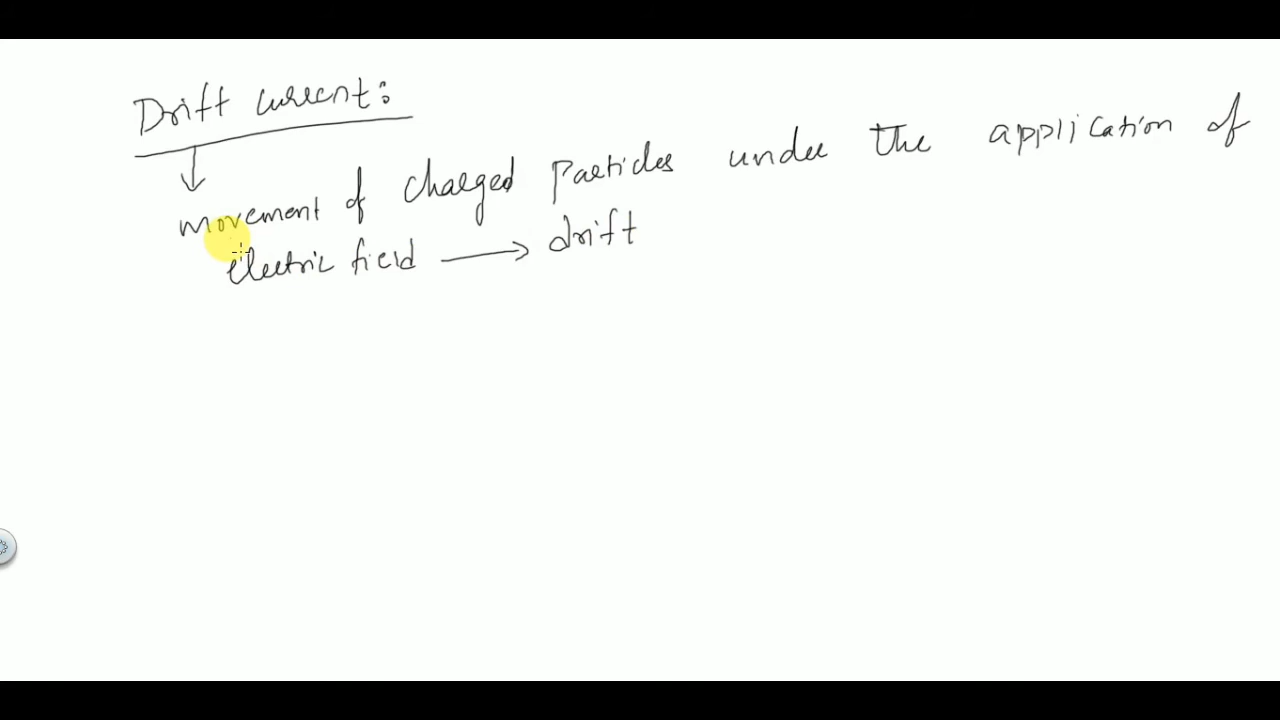 Drift current:
movement of charged particles under the application of
electric field → drift